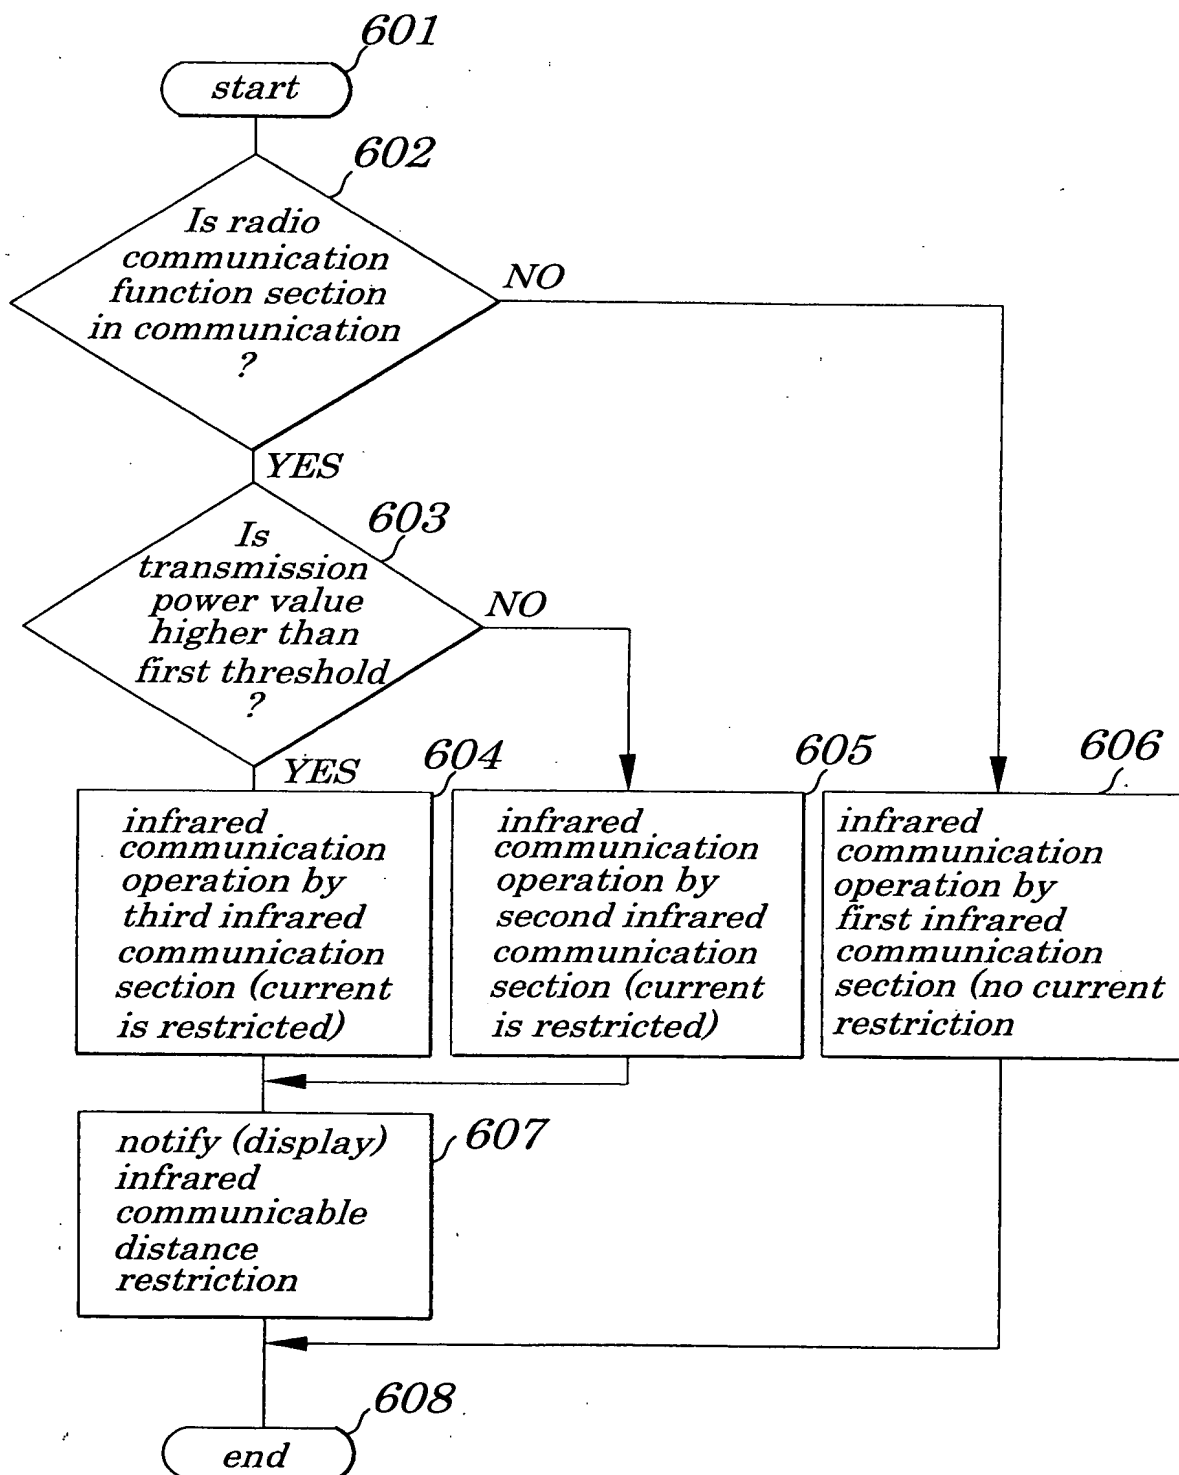 601
start
602
Is radio
communication
function section
in communication
?
NO
YES
603
Is
transmission
power value
higher than
first threshold
?
NO
YES
604
infrared
communication
operation by
third infrared
communication
section (current
is restricted)
605
infrared
communication
operation by
second infrared
communication
section (current
is restricted)
606
infrared
communication
operation by
first infrared
communication
section (no current
restriction
607
notify (display)
infrared
communicable
distance
restriction
608
end